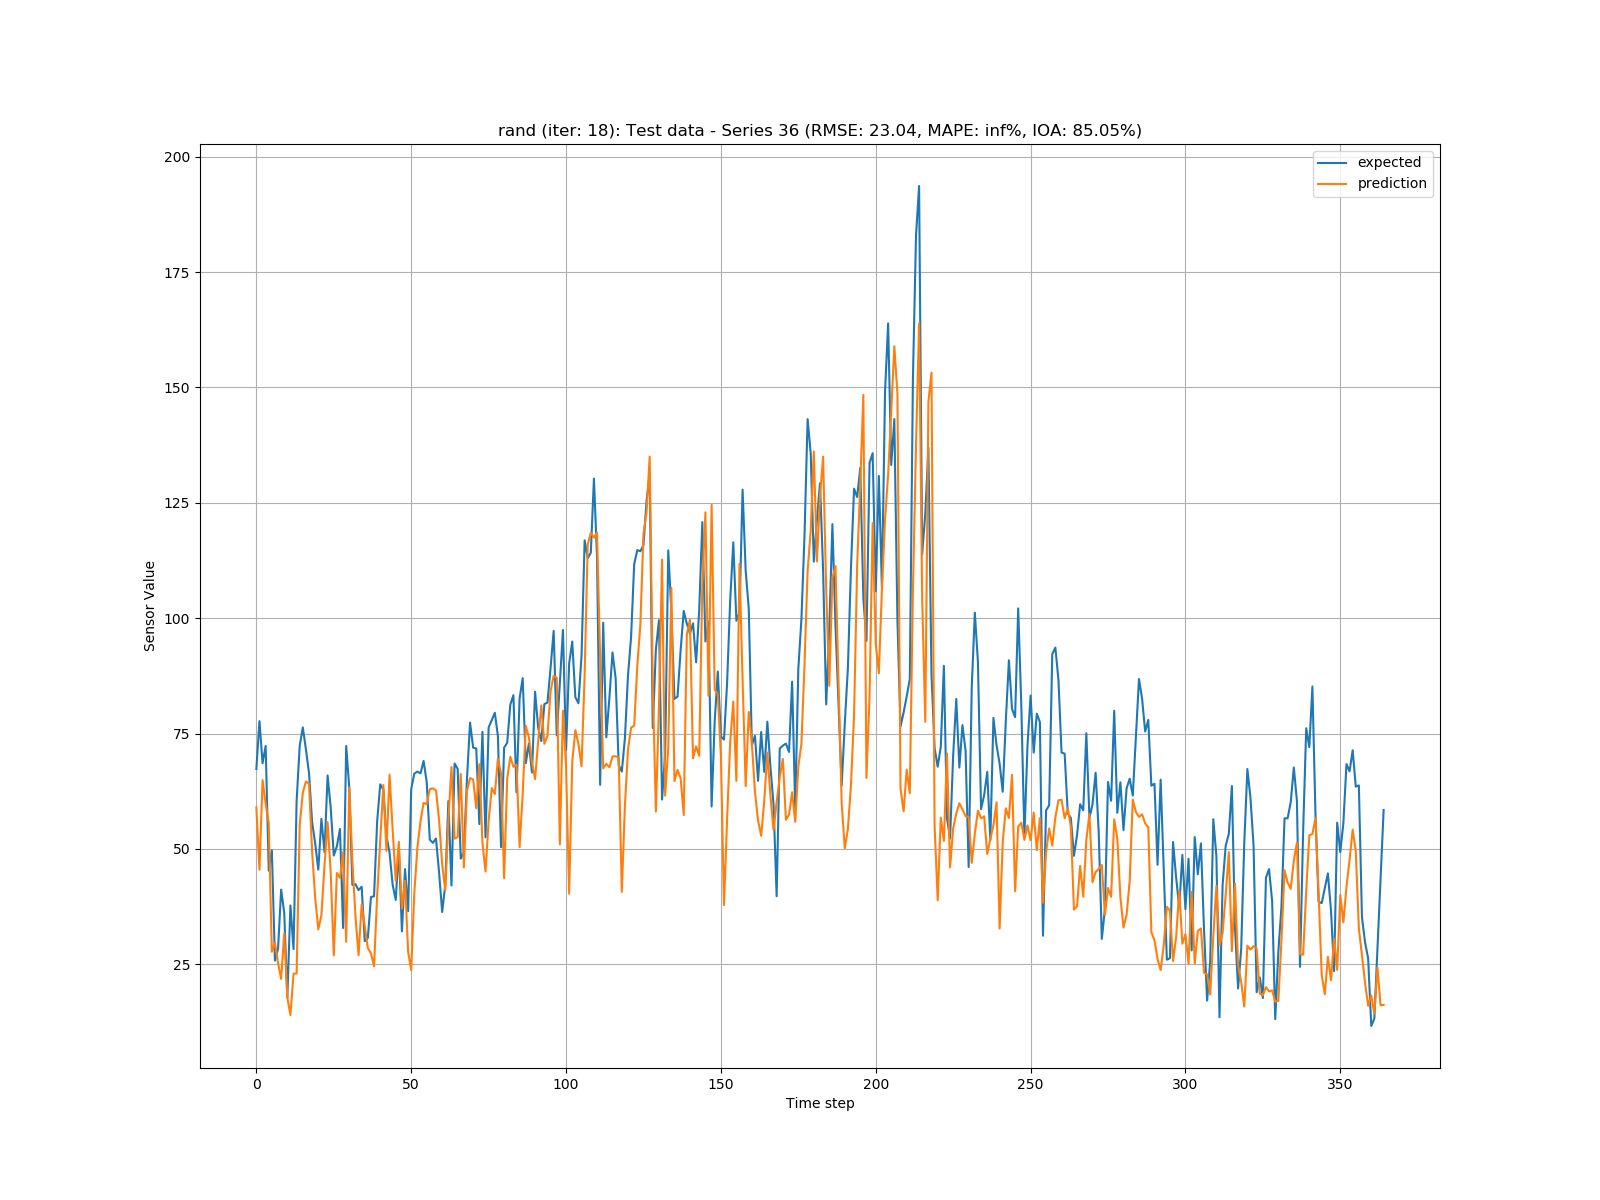 rand (iter: 18): Test data - Series 36 (RMSE: 23.04, MAPE: inf%, IOA: 85.05%)
expected
prediction
200
175
150
125
100
75
50
25
Sensor Value
0 50 100 150 200 250 300 350
Time step